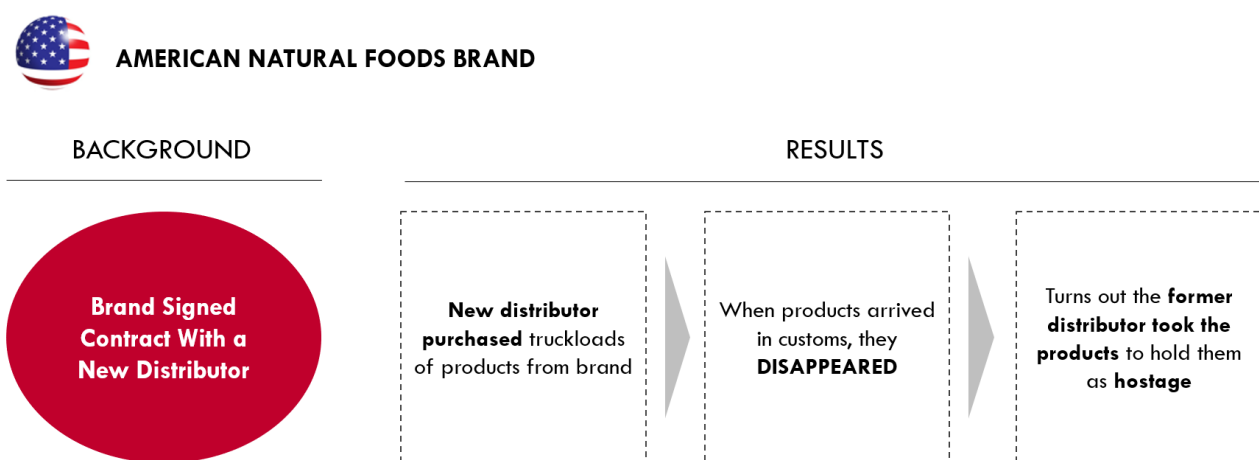 AMERICAN NATURAL FOODS BRAND
BACKGROUND
RESULTS
Brand Signed
Contract With a
New Distributor
New distributor
purchased truckloads
of products from brand
When products arrived
in customs, they
DISAPPEARED
Turns out the former
distributor took the
products to hold them
as hostage